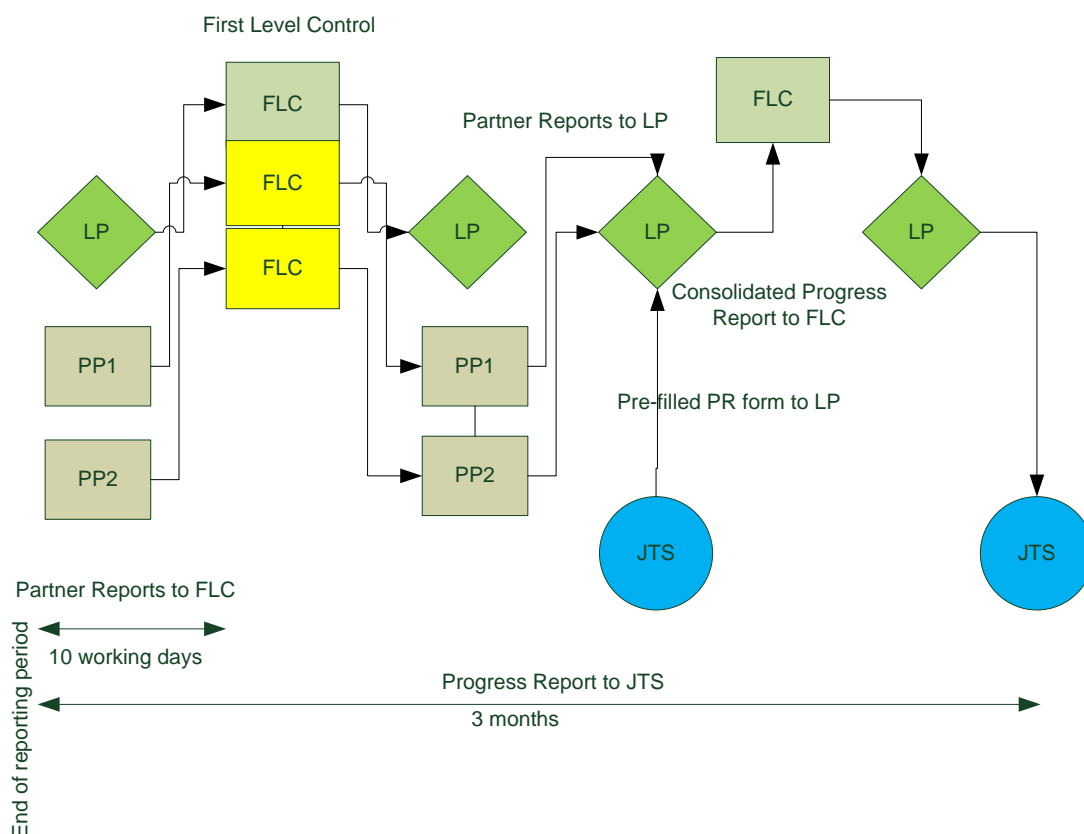 First Level Control
FLC
FLC
FLC
LP
PP1
PP2
LP
PP1
PP2
Partner Reports to LP
LP
FLC
LP
Consolidated Progress
Report to FLC
Pre-filled PR form to LP
JTS
JTS
Partner Reports to FLC
10 working days
Progress Report to JTS
3 months
End of reporting period